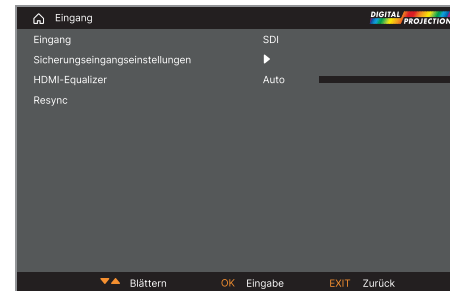 Eingang
DIGITAL PROJECTION
Eingang SDI
Sicherungseingangseinstellungen
HDMI-Equalizer Auto
Resync
Blättern OK Eingabe EXIT Zurück